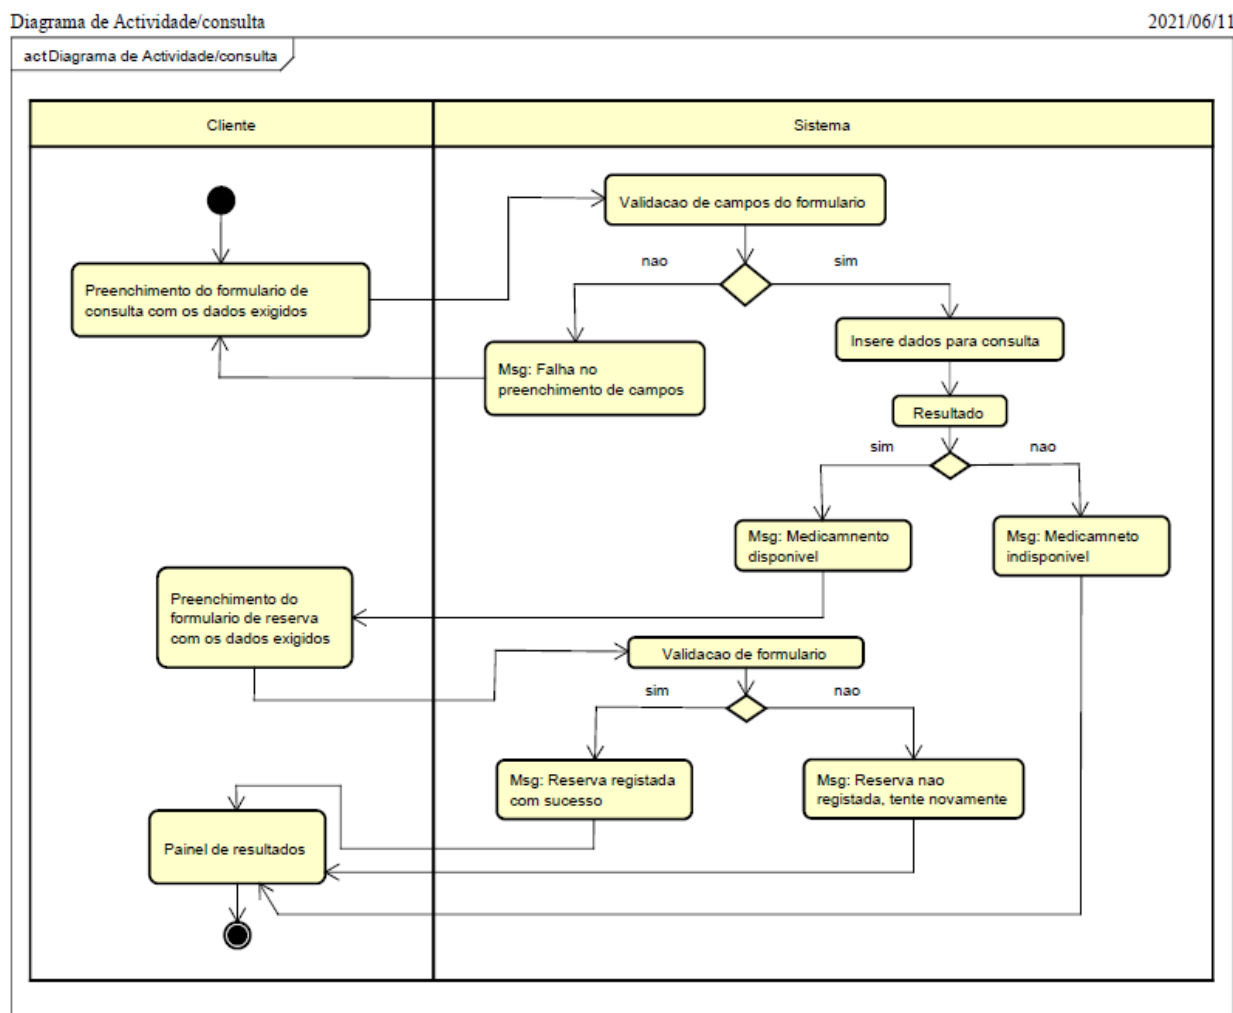 Diagrama de Actividade/consulta
2021/06/11
act Diagrama de Actividade/consulta
Cliente
Sistema
Validacao de campos do formulario
nao
sim
Preenchimento do formulario de
consulta com os dados exigidos
Insere dados para consulta
Msg: Falha no
preenchimento de campos
Resultado
sim
nao
Msg: Medicamnento
disponivel
Msg: Medicamneto
indisponivel
Preenchimento do
formulario de reserva
com os dados exigidos
Validacao de formulario
sim
nao
Msg: Reserva registada
com sucesso
Msg: Reserva nao
registada, tente novamente
Painel de resultados